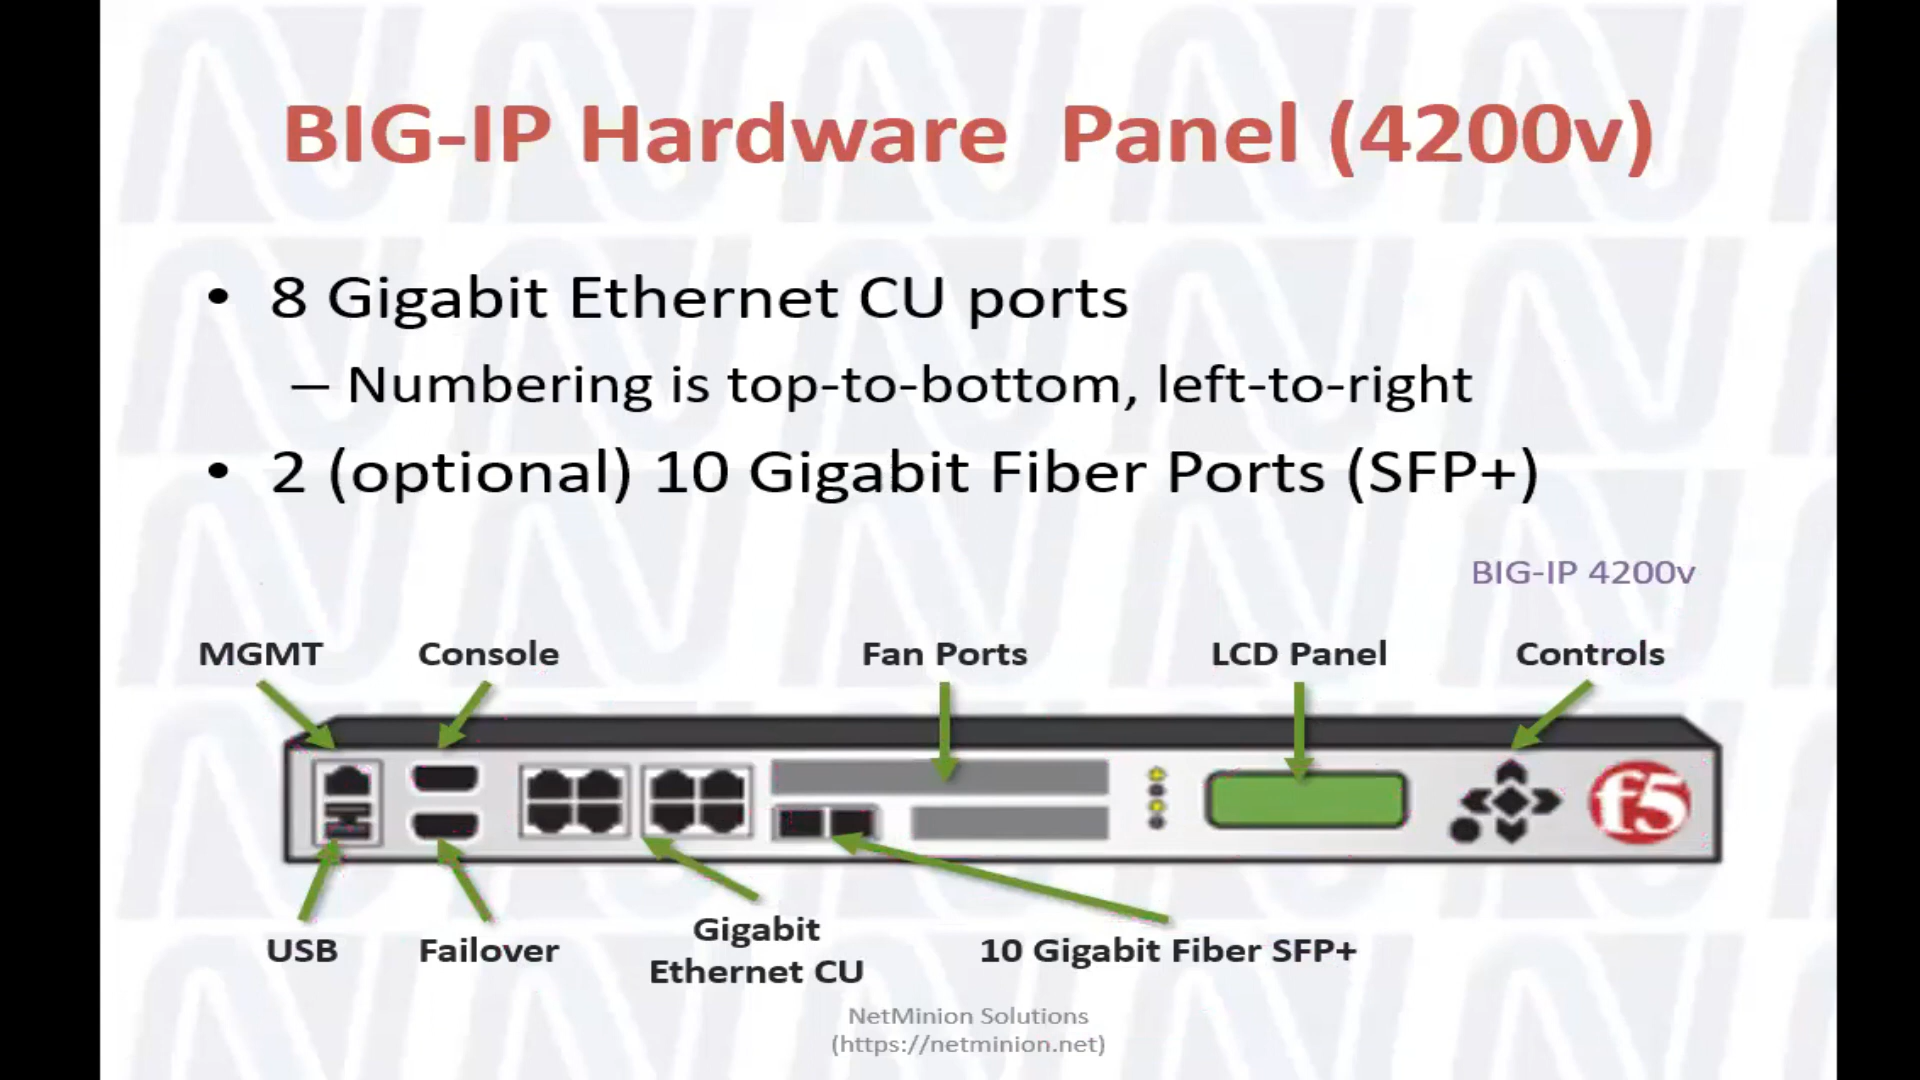 BIG-IP Hardware Panel (4200v)
• 8 Gigabit Ethernet CU ports
– Numbering is top-to-bottom, left-to-right
• 2 (optional) 10 Gigabit Fiber Ports (SFP+)
BIG-IP 4200v
MGMT Console Fan Ports LCD Panel Controls
f5
USB Failover Gigabit
Ethernet CU
10 Gigabit Fiber SFP+
NetMinion Solutions
(https://netminion.net)